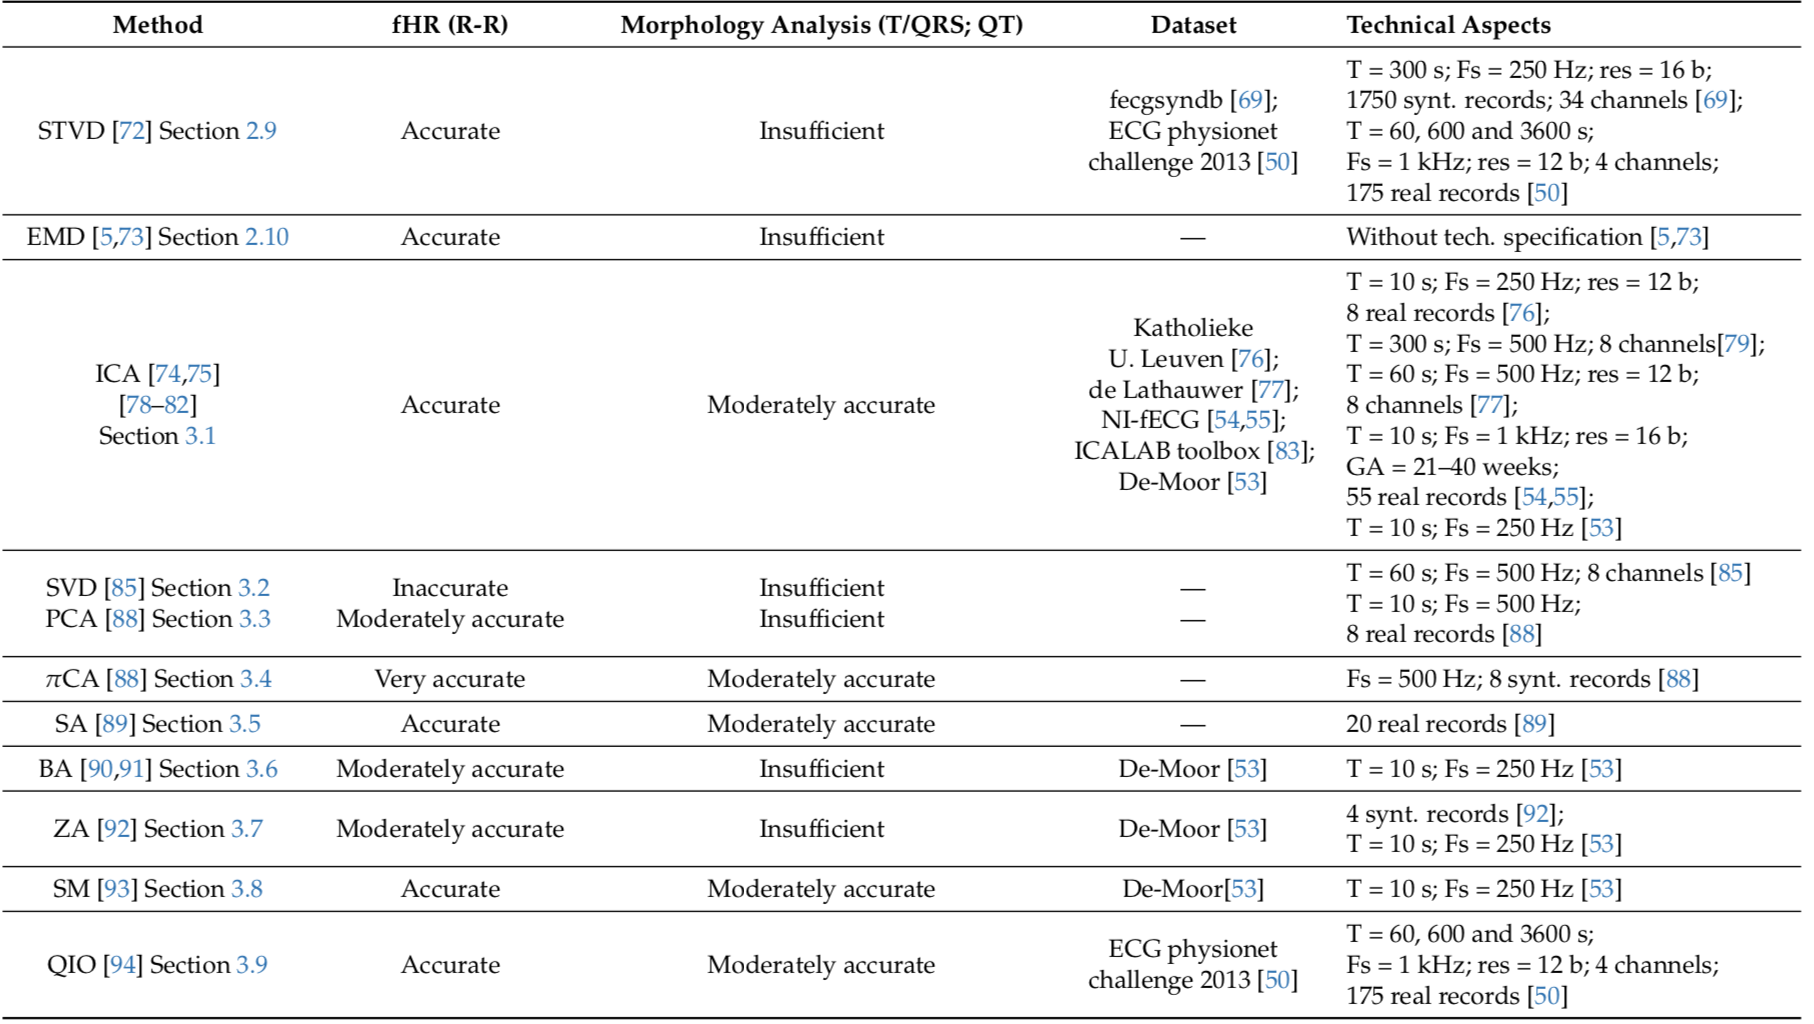 Method fHR (R-R) Morphology Analysis (T/QRS; QT) Dataset Technical Aspects
STVD [72] Section 2.9 Accurate Insufficient
fecgsyndb [69];
ECG physionet
challenge 2013 [50]
T = 300 s; Fs = 250 Hz; res = 16 b;
1750 synt. records; 34 channels [69];
T = 60, 600 and 3600 s;
Fs = 1 kHz; res = 12 b; 4 channels;
175 real records [50]
EMD [5,73] Section 2.10 Accurate Insufficient — Without tech. specification [5,73]
ICA [74,75]
[78–82]
Section 3.1
Accurate
Moderately accurate
Katholieke
U. Leuven [76];
de Lathauwer [77];
NI-fECG [54,55];
ICALAB toolbox [83];
De-Moor [53]
T = 10 s; Fs = 250 Hz; res = 12 b;
8 real records [76];
T = 300 s; Fs = 500 Hz; 8 channels[79];
T = 60 s; Fs = 500 Hz; res = 12 b;
8 channels [77];
T = 10 s; Fs = 1 kHz; res = 16 b;
GA = 21–40 weeks;
55 real records [54,55];
T = 10 s; Fs = 250 Hz [53]
SVD [85] Section 3.2 Inaccurate Insufficient —
PCA [88] Section 3.3 Moderately accurate Insufficient —
T = 60 s; Fs = 500 Hz; 8 channels [85]
T = 10 s; Fs = 500 Hz;
8 real records [88]
πCA [88] Section 3.4 Very accurate Moderately accurate — Fs = 500 Hz; 8 synt. records [88]
SA [89] Section 3.5 Accurate Moderately accurate — 20 real records [89]
BA [90,91] Section 3.6 Moderately accurate Insufficient De-Moor [53] T = 10 s; Fs = 250 Hz [53]
ZA [92] Section 3.7 Moderately accurate Insufficient De-Moor [53]
4 synt. records [92];
T = 10 s; Fs = 250 Hz [53]
SM [93] Section 3.8 Accurate Moderately accurate De-Moor[53] T = 10 s; Fs = 250 Hz [53]
QIO [94] Section 3.9 Accurate Moderately accurate
ECG physionet
challenge 2013 [50]
T = 60, 600 and 3600 s;
Fs = 1 kHz; res = 12 b; 4 channels;
175 real records [50]